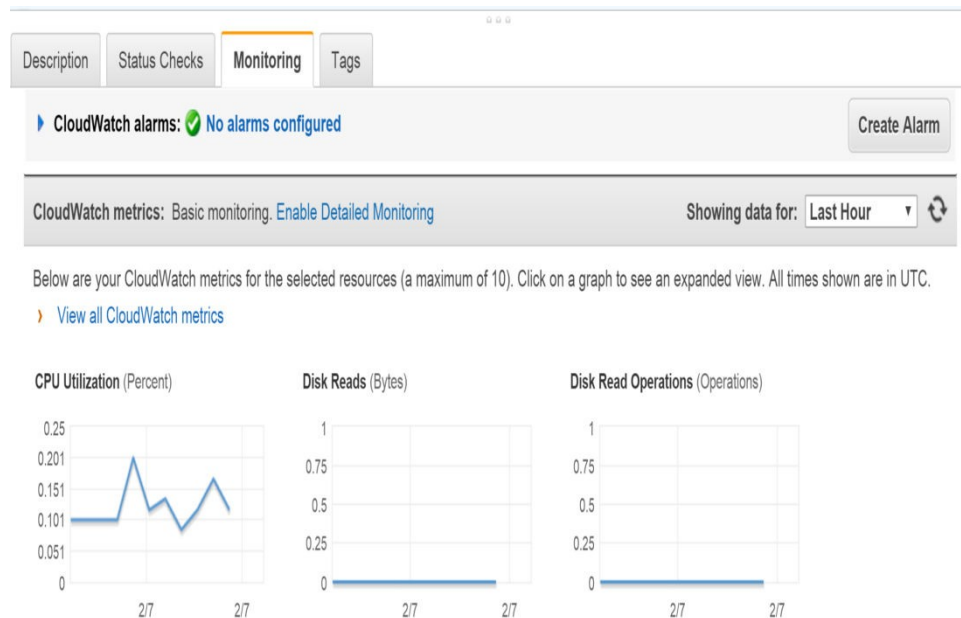 Description Status Checks Monitoring Tags
CloudWatch alarms: No alarms configured Create Alarm
CloudWatch metrics: Basic monitoring. Enable Detailed Monitoring Showing data for: Last Hour
Below are your CloudWatch metrics for the selected resources (a maximum of 10). Click on a graph to see an expanded view. All times shown are in UTC.
View all CloudWatch metrics
CPU Utilization (Percent)
0.25
0.201
0.151
0.101
0.051
0
2/7 2/7
Disk Reads (Bytes)
1
0.75
0.5
0.25
0
2/7 2/7
Disk Read Operations (Operations)
1
0.75
0.5
0.25
0
2/7 2/7